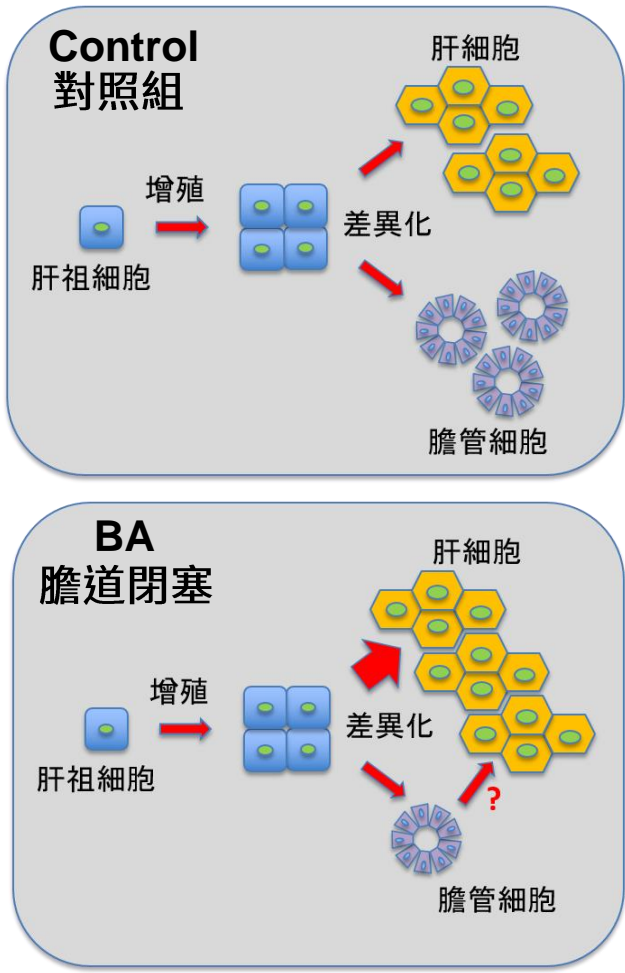 Control
對照組
肝細胞
增殖
差異化
肝祖細胞
膽管細胞
BA
膽道閉塞
肝細胞
增殖
差異化
肝祖細胞
?
膽管細胞